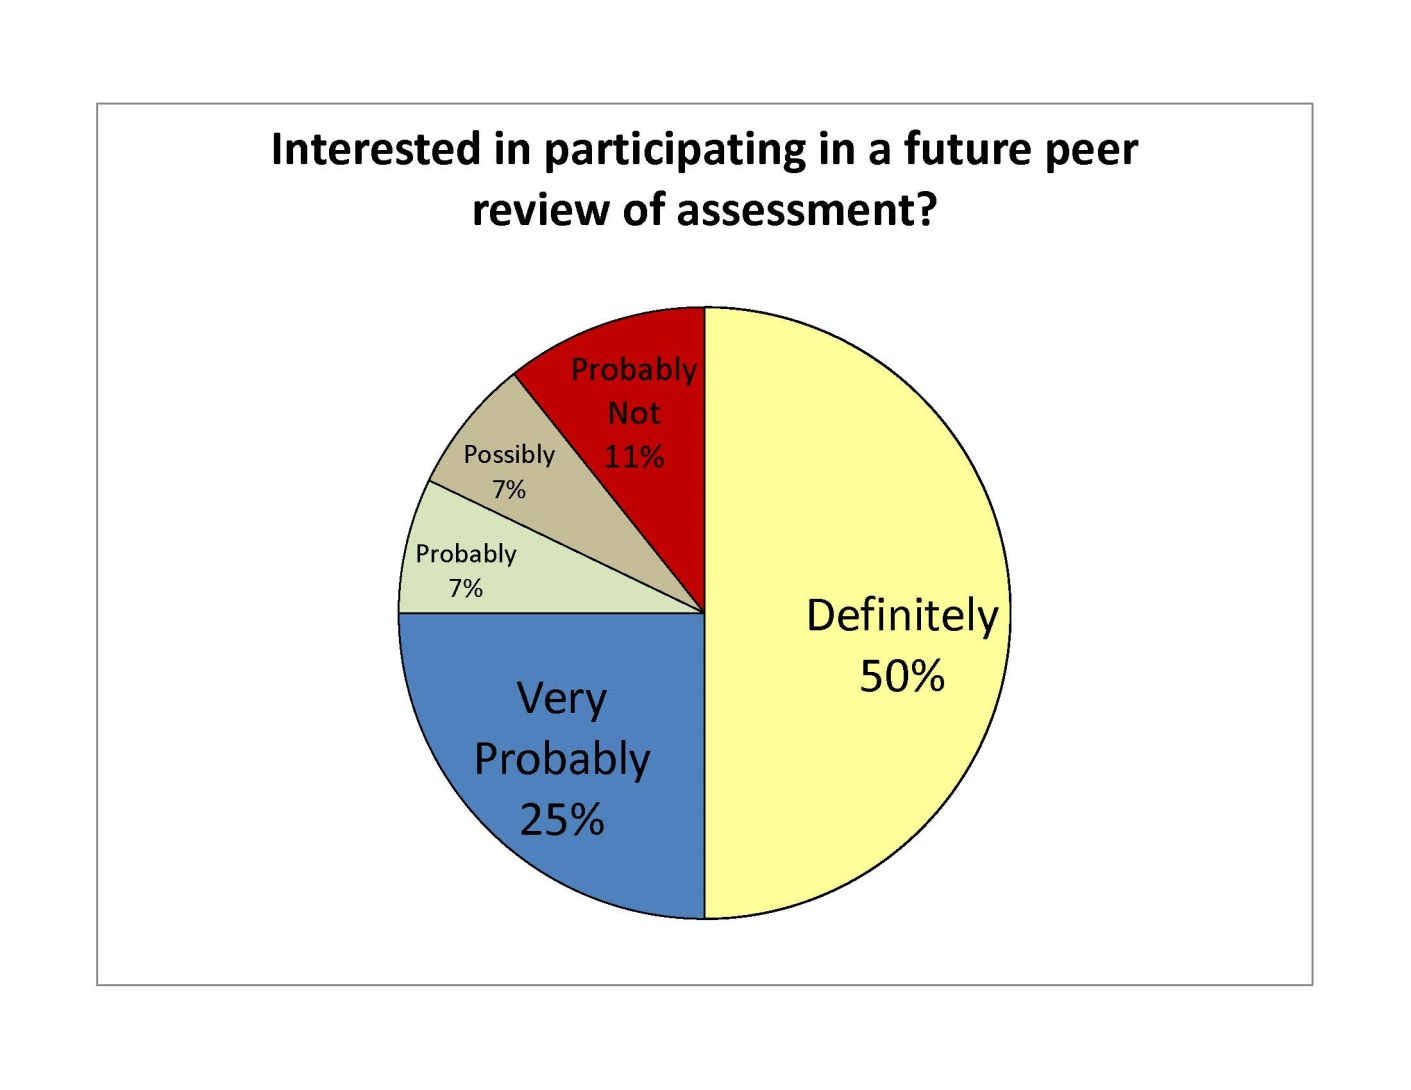 Interested in participating in a future peer
review of assessment?
Probably
Not
11%
Possibly
7%
Probably
7%
Definitely
50%
Very
Probably
25%